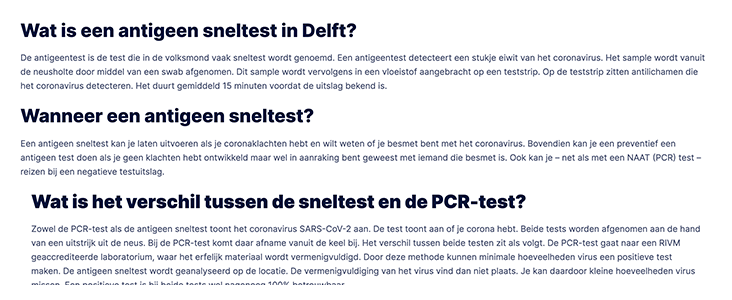 Wat is een antigeen sneltest in Delft?
De antigeentest is de test die in de volksmond vaak sneltest wordt genoemd. Een antigeentest detecteert een stukje eiwit van het coronavirus. Het sample wordt vanuit
de neusholte door middel van een swab afgenomen. Dit sample wordt vervolgens in een vloeistof aangebracht op een teststrip. Op de teststrip zitten antilichamen die
het coronavirus detecteren. Het duurt gemiddeld 15 minuten voordat de uitslag bekend is.
Wanneer een antigeen sneltest?
Een antigeen sneltest kan je laten uitvoeren als je coronaklachten hebt en wilt weten of je besmet bent met het coronavirus. Bovendien kan je een preventief een
antigeen test doen als je geen klachten hebt ontwikkeld maar wel in aanraking bent geweest met iemand die besmet is. Ook kan je – net als met een NAAT (PCR) test –
reizen bij een negatieve testuitslag.
Wat is het verschil tussen de sneltest en de PCR-test?
Zowel de PCR-test als de antigeen sneltest toont het coronavirus SARS-CoV-2 aan. De test toont aan of je corona hebt. Beide tests worden afgenomen aan de hand
van een uitstrijk uit de neus. Bij de PCR-test komt daar afname vanuit de keel bij. Het verschil tussen beide testen zit als volgt. De PCR-test gaat naar een RIVM
geaccrediteerde laboratorium, waar het erfelijk materiaal wordt vermenigvuldigd. Door deze methode kunnen minimale hoeveelheden virus een positieve test
maken. De antigeen sneltest wordt geanalyseerd op de locatie. De vermenigvuldiging van het virus vind dan niet plaats. Je kan daardoor kleine hoeveelheden virus
missen. Een positieve test is bij beide tests wel nagenoeg 100% betrouwbaar.